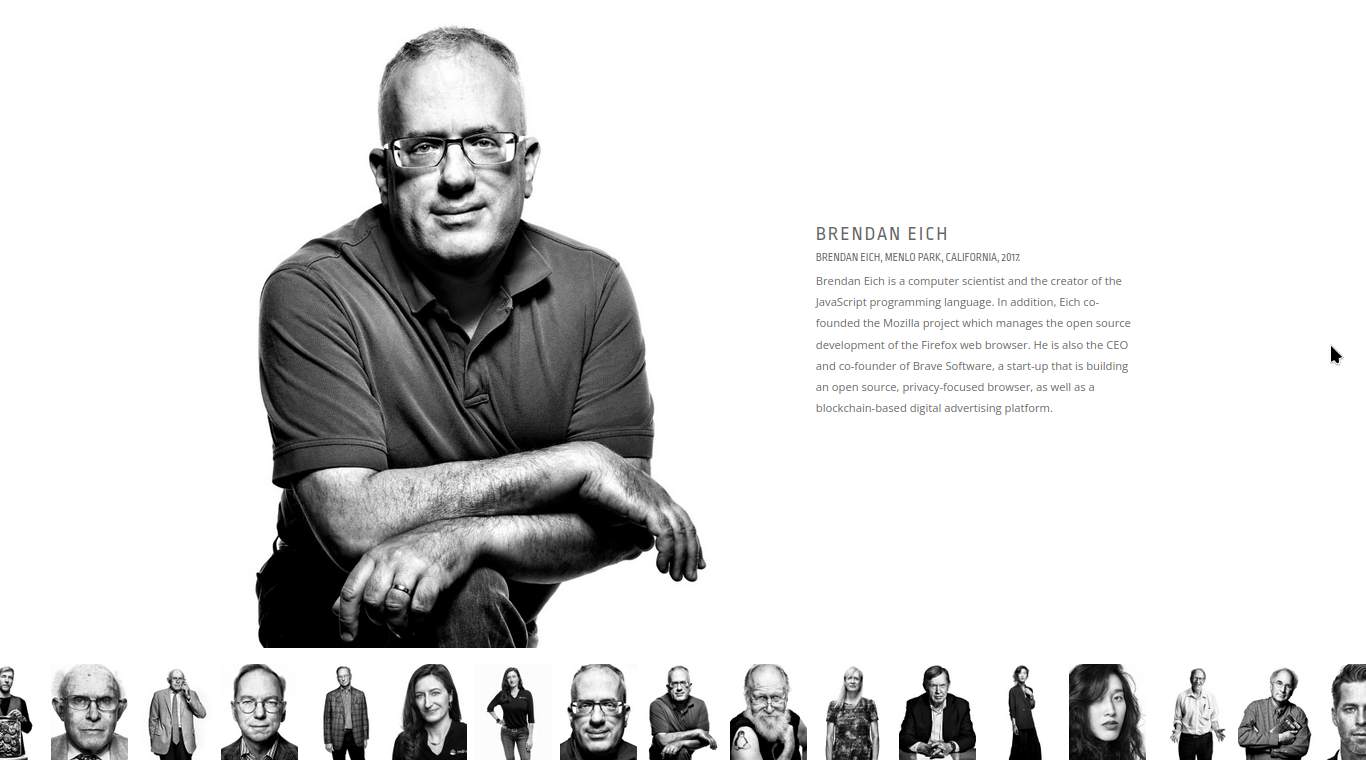 BRENDAN EICH
BRENDAN EICH, MENLO PARK, CALIFORNIA, 2017.
Brendan Eich is a computer scientist and the creator of the
JavaScript programming language. In addition, Eich co-
founded the Mozilla project which manages the open source
development of the Firefox web browser. He is also the CEO
and co-founder of Brave Software, a start-up that is building
an open source, privacy-focused browser, as well as a
blockchain-based digital advertising platform.